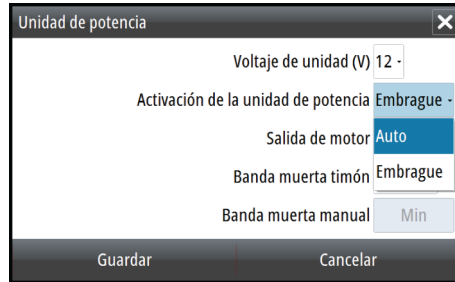 Unidad de potencia
Voltaje de unidad (V) 12
Activación de la unidad de potencia Embrague
Salida de motor Auto
Banda muerta timón Embrague
Banda muerta manual Min
Guardar Cancelar